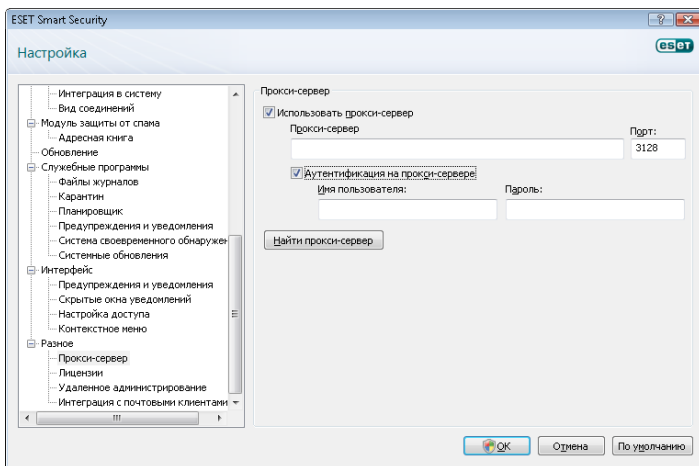 ESET Smart Security
Настройка
eset
Интеграция в систему
Вид соединений
Модуль защиты от спама
Адресная книга
Обновление
Служебные программы
Файлы журналов
Карантин
Планировщик
Предупреждения и уведомления
Система своевременного обнаружен
Системные обновления
Интерфейс
Предупреждения и уведомления
Скрытые окна уведомлений
Настройка доступа
Контекстное меню
Разное
Прокси-сервер
Лицензии
Удаленное администрирование
Интеграция с почтовыми клиентами
Прокси-сервер
Использовать прокси-сервер
Прокси-сервер
Порт:
3128
Аутентификация на прокси-сервере
Имя пользователя:
Пароль:
Найти прокси-сервер
OK
Отмена
По умолчанию